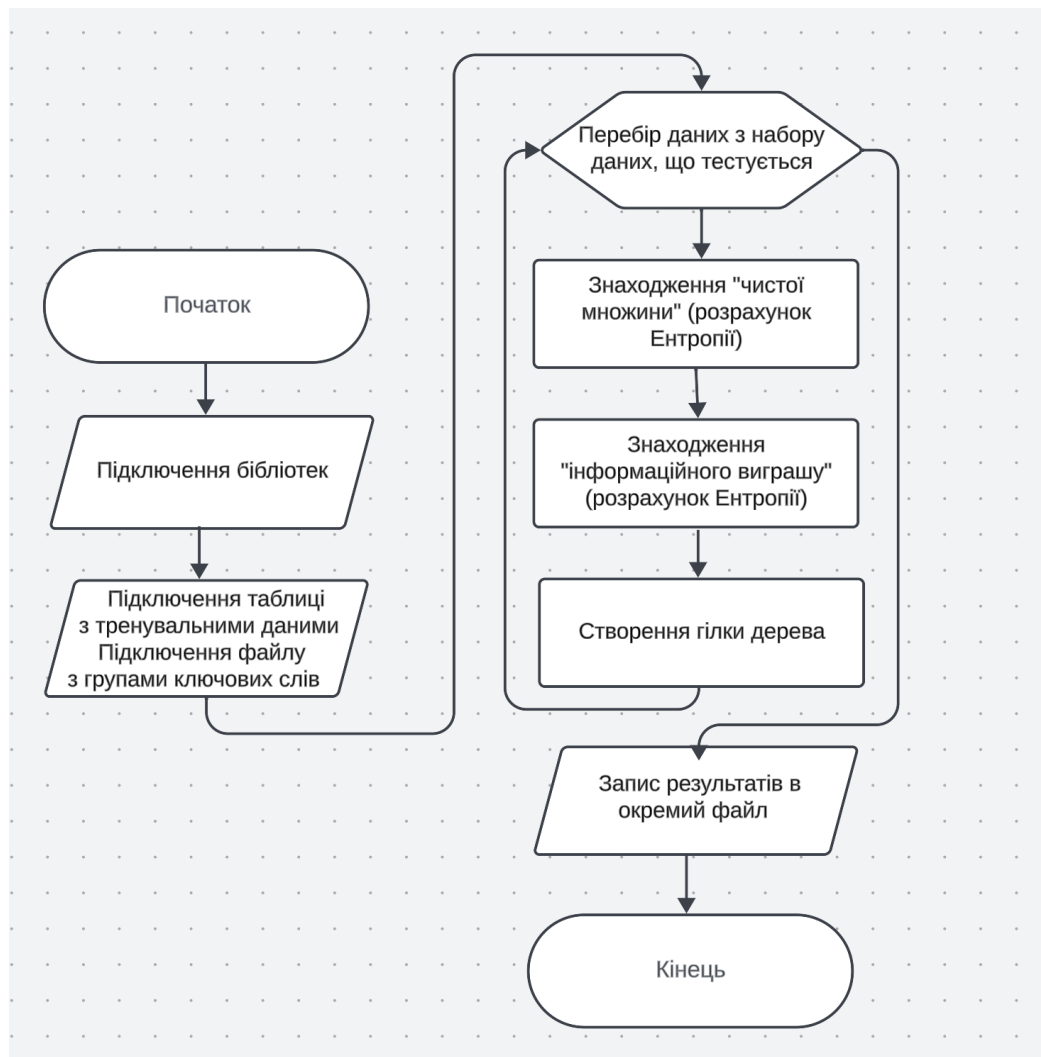 Початок
Підключення бібліотек
Підключення таблиці
з тренувальними даними
Підключення файлу
з групами ключових слів
Перебір даних з набору
даних, що тестується
Знаходження "чистої
множини" (розрахунок
Ентропії)
Знаходження
"інформаційного виграшу"
(розрахунок Ентропії)
Створення гілки дерева
Запис результатів в
окремий файл
Кінець